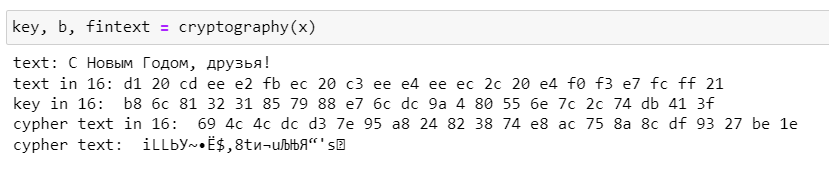 key, b, fintext = cryptography(x)
text: С Новым Годом, друзья!
text in 16: d1 20 cd ee e2 fb ec 20 c3 ee e4 ee ec 2c 20 e4 f0 f3 e7 fc ff 21
key in 16:  b8 6c 81 32 31 85 79 88 e7 6c dc 9a 4 80 55 6e 7c 2c 74 db 41 3f
cypher text in 16:  69 4c 4c dc d3 7e 95 a8 24 82 38 74 e8 ac 75 8a 8c df 93 27 be 1e
cypher text:  iLLЬУ~•Ё$‚8tи¬uЉЊЯ“'ѕ